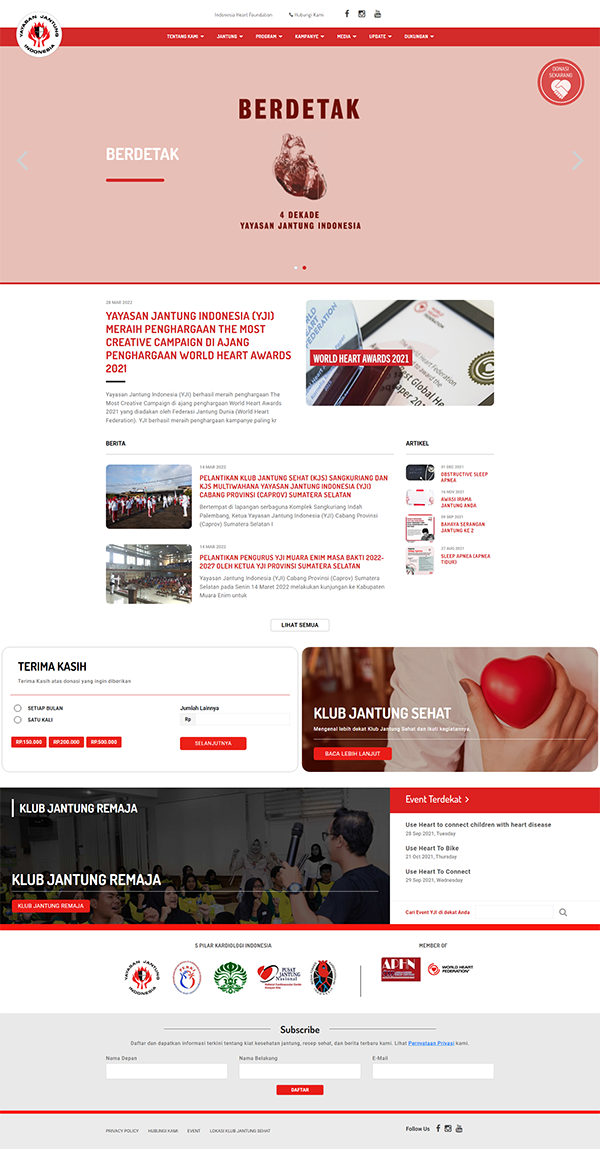 Indonesia Heart Foundation
Hubungi Kami
YAYASAN JANTUNG INDONESIA
TENTANG KAMI
JANTUNG
PROGRAM
KAMPANYE
MEDIA
UPDATE
DUKUNGAN
DONASI
SEKARANG
BERDETAK
BERDETAK
4 DEKADE
YAYASAN JANTUNG INDONESIA
28 MAR 2022
YAYASAN JANTUNG INDONESIA (YJI)
MERAIH PENGHARGAAN THE MOST
CREATIVE CAMPAIGN DI AJANG
PENGHARGAAN WORLD HEART AWARDS
2021
Yayasan Jantung Indonesia (YJI) berhasil meraih penghargaan The
Most Creative Campaign di ajang penghargaan World Heart Awards
2021 yang diadakan oleh Federasi Jantung Dunia (World Heart
Federation). YJI berhasil meraih penghargaan kampanye paling kr
WORLD HEART AWARDS 2021
BERITA
14 MAR 2022
PELANTIKAN KLUB JANTUNG SEHAT (KJS) SANGKURIANG DAN
KJS MULTIWAHANA YAYASAN JANTUNG INDONESIA (YJI)
CABANG PROVINSI (CAPROV) SUMATERA SELATAN
Bertempat di lapangan serbaguna Komplek Sangkuriang Indah
Palembang, Ketua Yayasan Jantung Indonesia (YJI) Cabang Provinsi
(Caprov) Sumatera Selatan I
14 MAR 2022
PELANTIKAN PENGURUS YJI MUARA ENIM MASA BAKTI 2022-
2027 OLEH KETUA YJI PROVINSI SUMATERA SELATAN
Yayasan Jantung Indonesia (YJI) Cabang Provinsi (Caprov) Sumatera
Selatan pada Senin 14 Maret 2022 melakukan kunjungan ke Kabupaten
Muara Enim untuk
ARTIKEL
01 DEC 2021
OBSTRUCTIVE SLEEP
APNEA
16 NOV 2021
AWASI IRAMA
JANTUNG ANDA
09 SEP 2021
BAHAYA SERANGAN
JANTUNG KE 2
27 AUG 2021
SLEEP APNEA (APNEA
TIDUR)
LIHAT SEMUA
TERIMA KASIH
Terima Kasih atas donasi yang ingin diberikan
SETIAP BULAN
SATU KALI
Jumlah Lainnya
Rp
RP.150.000
RP.200.000
RP.500.000
SELANJUTNYA
KLUB JANTUNG SEHAT
Mengenal lebih dekat Klub Jantung Sehat dan ikuti kegiatannya.
BACA LEBIH LANJUT
KLUB JANTUNG REMAJA
KLUB JANTUNG REMAJA
KLUB JANTUNG REMAJA
Event Terdekat
Use Heart to connect children with heart disease
28 Sep 2021, Tuesday
Use Heart To Bike
21 Oct 2021, Thursday
Use Heart To Connect
29 Sep 2021, Wednesday
Cari Event YJI di dekat Anda
5 PILAR KARDIOLOGI INDONESIA
MEMBER OF
YAYASAN JANTUNG INDONESIA
PUSAT
JANTUNG
Nasional
APHN
WORLD HEART
FEDERATION
Subscribe
Daftar dan dapatkan informasi terkini tentang kiat kesehatan jantung, resep sehat, dan berita terbaru kami. Lihat Pernyataan Privasi kami.
Nama Depan
Nama Belakang
E-Mail
DAFTAR
PRIVACY POLICY
HUBUNGI KAMI
EVENT
LOKASI KLUB JANTUNG SEHAT
Follow Us